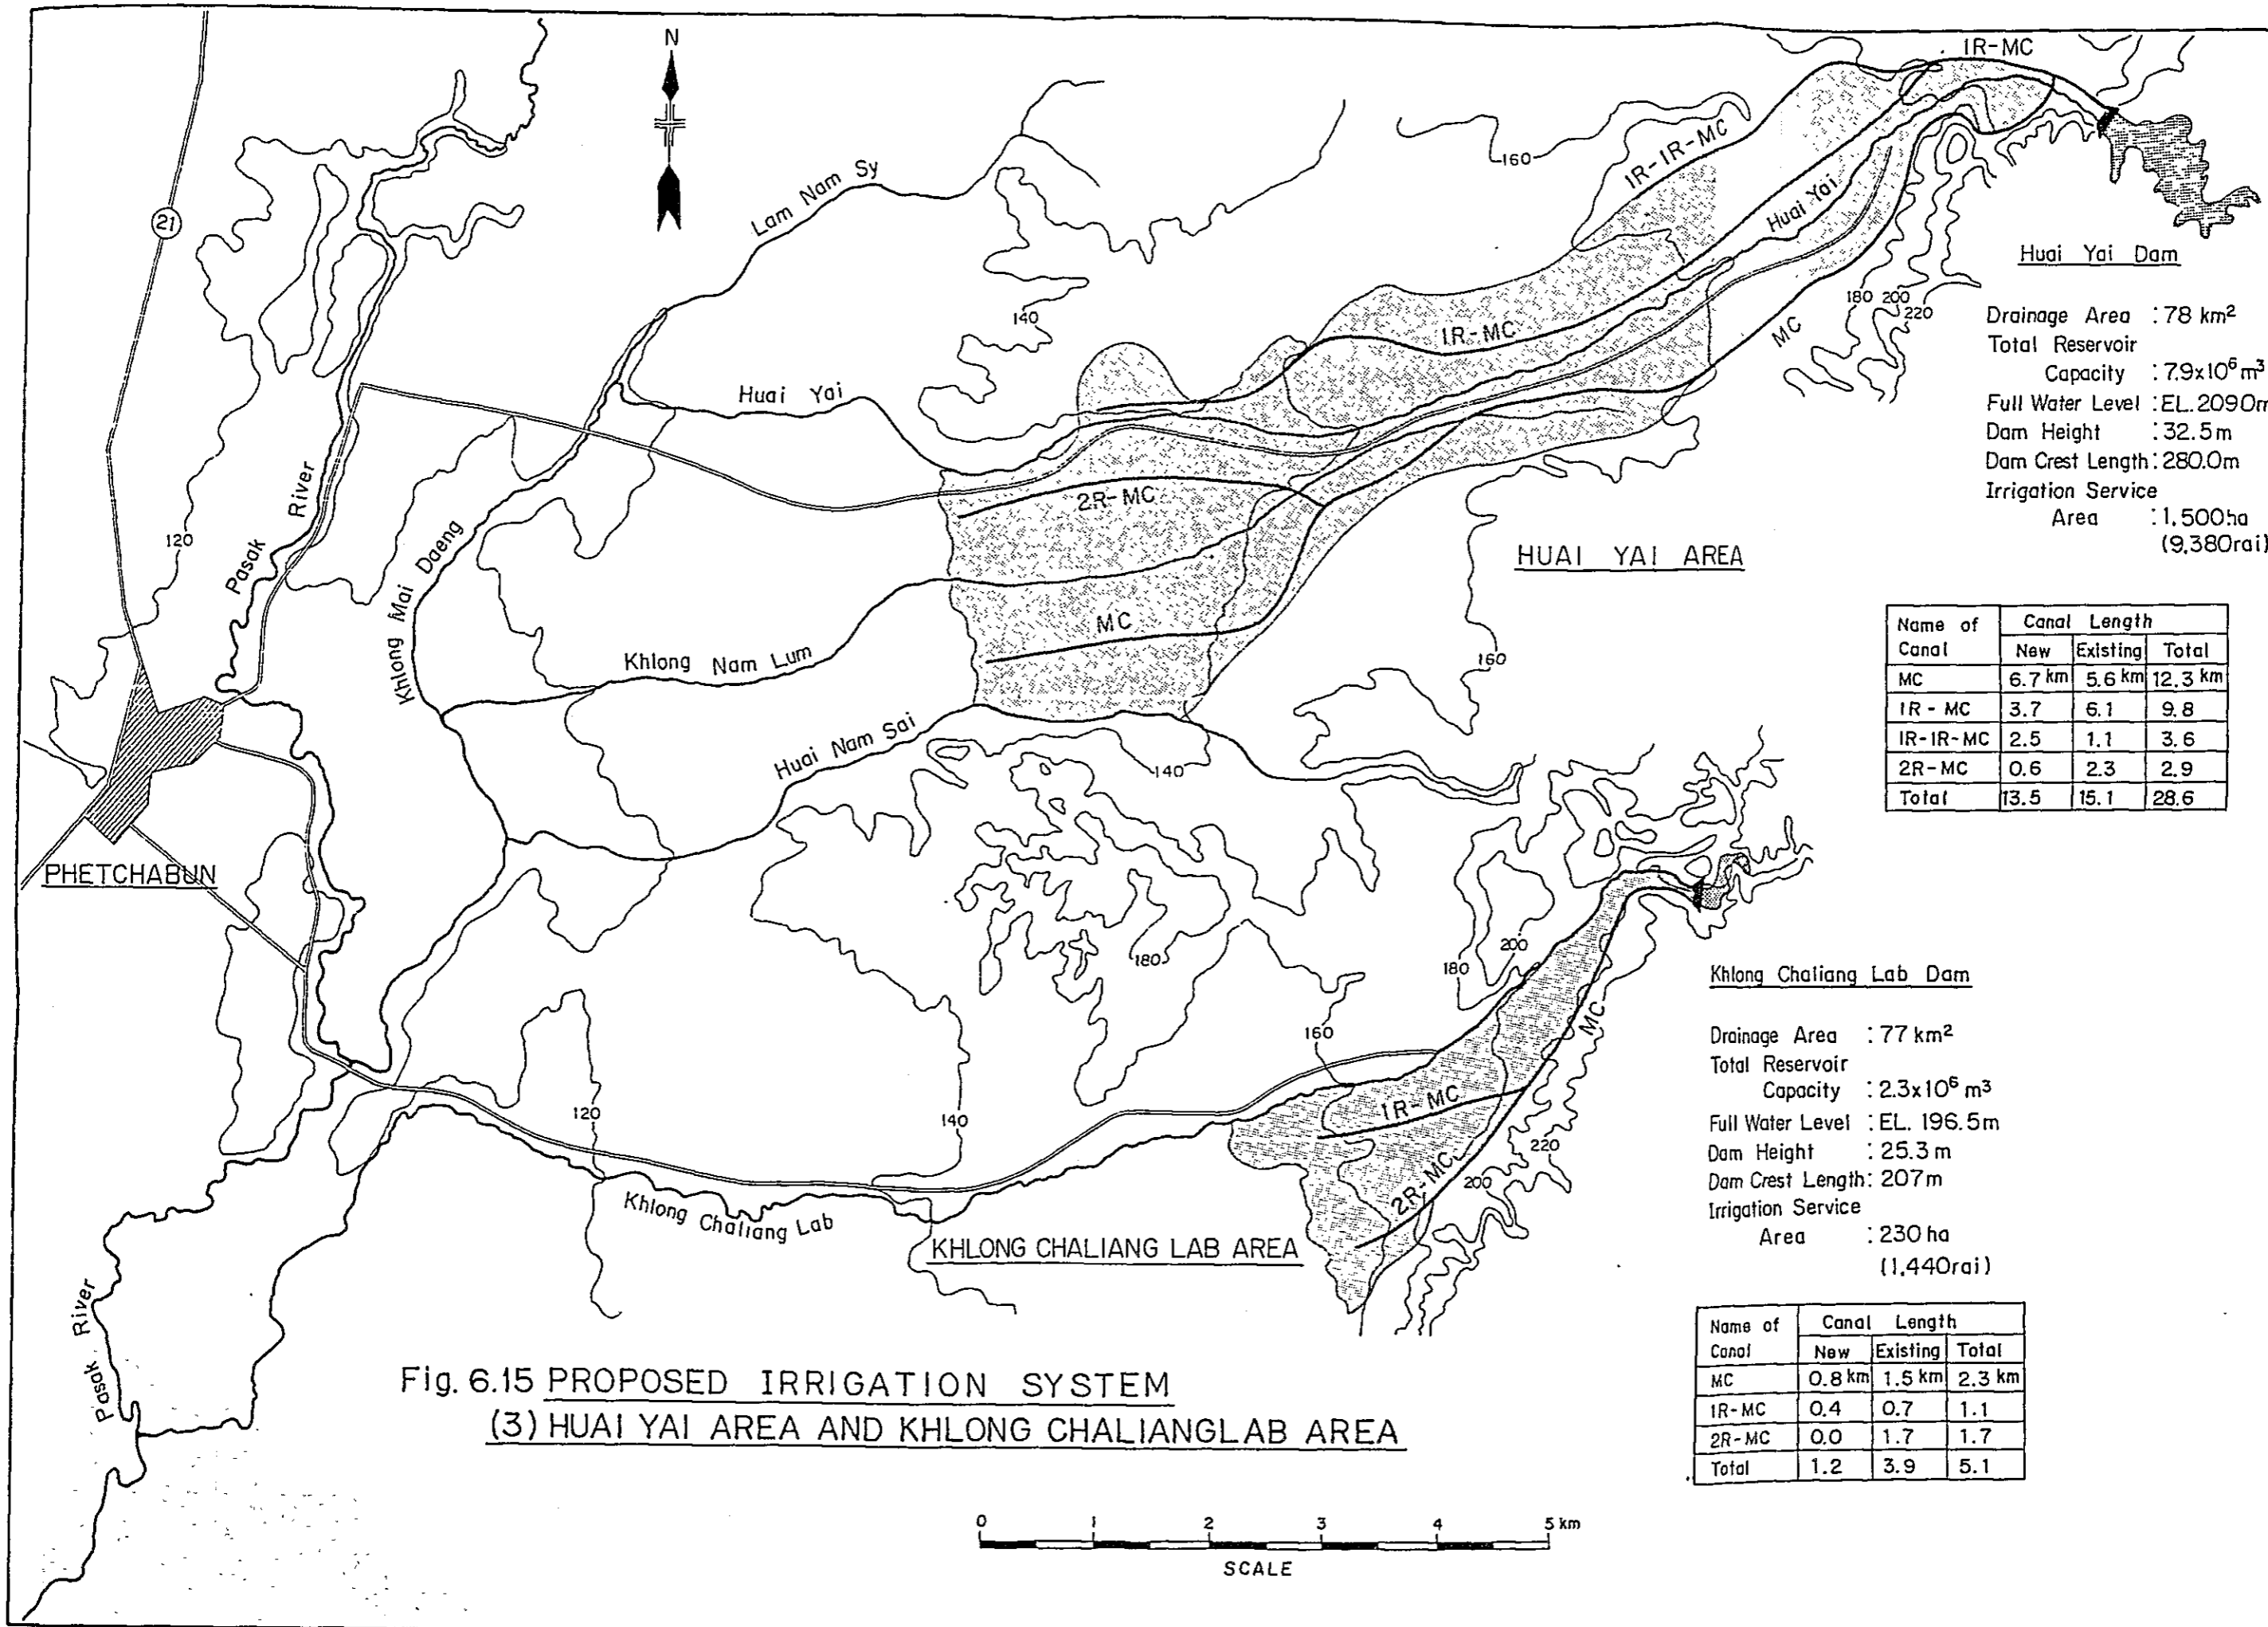 N
1R-MC
1R-1R-MC
160
21
Lam Nam Sy
Huai Yai
Huai Yai Dam
180 200
220
140
1R-MC
MC
Drainage Area : 78 km²
Total Reservoir
Capacity : 7.9x10⁶ m³
Full Water Level : EL. 209.0m
Dam Height : 32.5m
Dam Crest Length : 280.0m
Irrigation Service
Area : 1,500ha
(9,380rai)
Huai Yai
Pasak River
120
Khlong Mai Daeng
2R-MC
HUAI YAI AREA
MC
Khlong Nam Lum
160
Name of Canal | Canal Length
New | Existing | Total
MC | 6.7 km | 5.6 km | 12.3 km
1R-MC | 3.7 | 6.1 | 9.8
1R-1R-MC | 2.5 | 1.1 | 3.6
2R-MC | 0.6 | 2.3 | 2.9
Total | 13.5 | 15.1 | 28.6
Huai Nam Sai
140
PHETCHABUN
180
180
200
160
MC
Khlong Chaliang Lab Dam
Drainage Area : 77 km²
Total Reservoir
Capacity : 2.3x10⁶ m³
Full Water Level : EL. 196.5m
Dam Height : 25.3 m
Dam Crest Length : 207m
Irrigation Service
Area : 230 ha
(1,440rai)
120
140
1R-MC
2R-MC
220
200
Khlong Chaliang Lab
KHLONG CHALIANG LAB AREA
Pasak River
Name of Canal | Canal Length
New | Existing | Total
MC | 0.8 km | 1.5 km | 2.3 km
1R-MC | 0.4 | 0.7 | 1.1
2R-MC | 0.0 | 1.7 | 1.7
Total | 1.2 | 3.9 | 5.1
Fig. 6.15 PROPOSED IRRIGATION SYSTEM
(3) HUAI YAI AREA AND KHLONG CHALIANGLAB AREA
0 1 2 3 4 5 km
SCALE